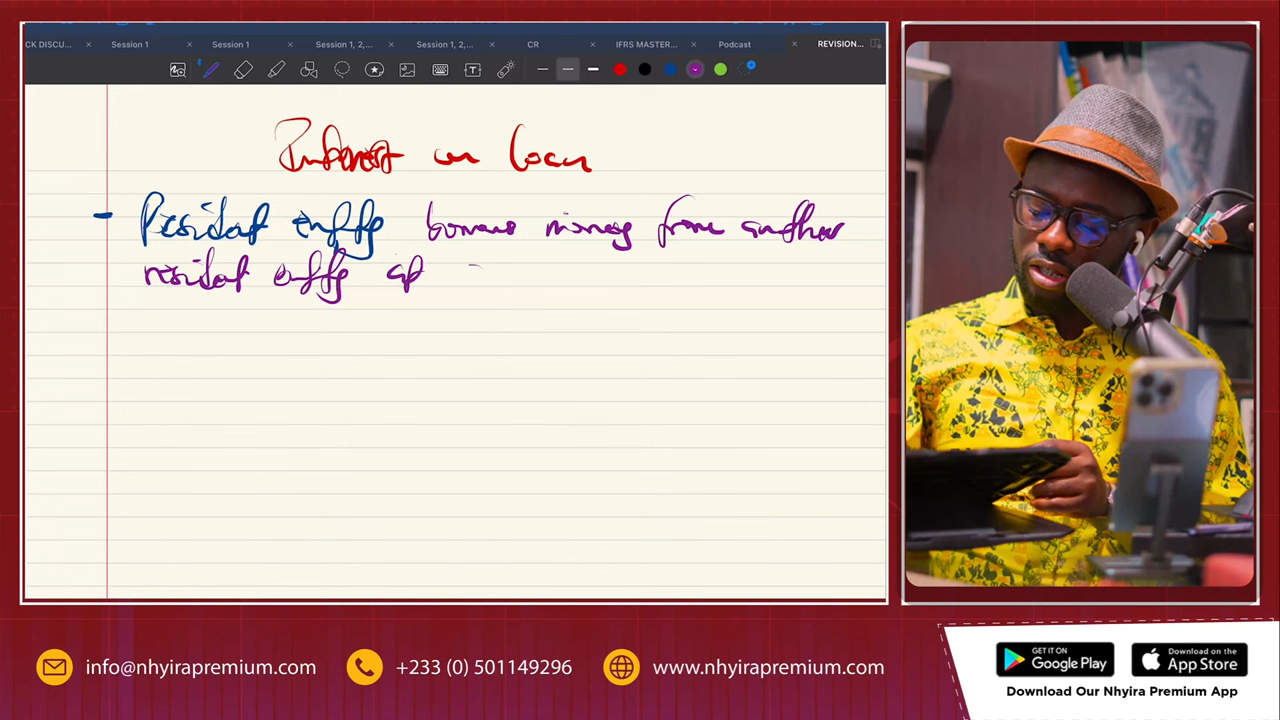 CK DISCU...
Session 1
Session 1
Session 1, 2,...
Session 1, 2,...
CR
IFRS MASTER...
Podcast
REVISION...
Interest on loan
- Resident entity borrows money from another
resident entity at
info@nhyirapremium.com
+233 (0) 501149296
www.nhyirapremium.com
GET IT ON
Google Play
Download on the
App Store
Download Our Nhyira Premium App